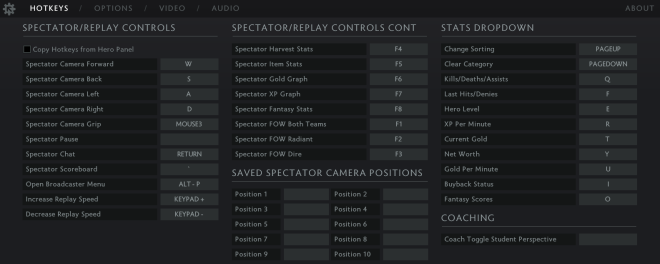 HOTKEYS / OPTIONS / VIDEO / AUDIO ABOUT
SPECTATOR/REPLAY CONTROLS
Copy Hotkeys from Hero Panel
Spectator Camera Forward W
Spectator Camera Back S
Spectator Camera Left A
Spectator Camera Right D
Spectator Camera Grip MOUSE3
Spectator Pause
Spectator Chat RETURN
Spectator Scoreboard `
Open Broadcaster Menu ALT - P
Increase Replay Speed KEYPAD +
Decrease Replay Speed KEYPAD -
SPECTATOR/REPLAY CONTROLS CONT
Spectator Harvest Stats F4
Spectator Item Stats F5
Spectator Gold Graph F6
Spectator XP Graph F7
Spectator Fantasy Stats F8
Spectator FOW Both Teams F1
Spectator FOW Radiant F2
Spectator FOW Dire F3
SAVED SPECTATOR CAMERA POSITIONS
Position 1 Position 2
Position 3 Position 4
Position 5 Position 6
Position 7 Position 8
Position 9 Position 10
STATS DROPDOWN
Change Sorting PAGEUP
Clear Category PAGEDOWN
Kills/Deaths/Assists Q
Last Hits/Denies F
Hero Level E
XP Per Minute R
Current Gold T
Net Worth Y
Gold Per Minute U
Buyback Status I
Fantasy Scores O
COACHING
Coach Toggle Student Perspective